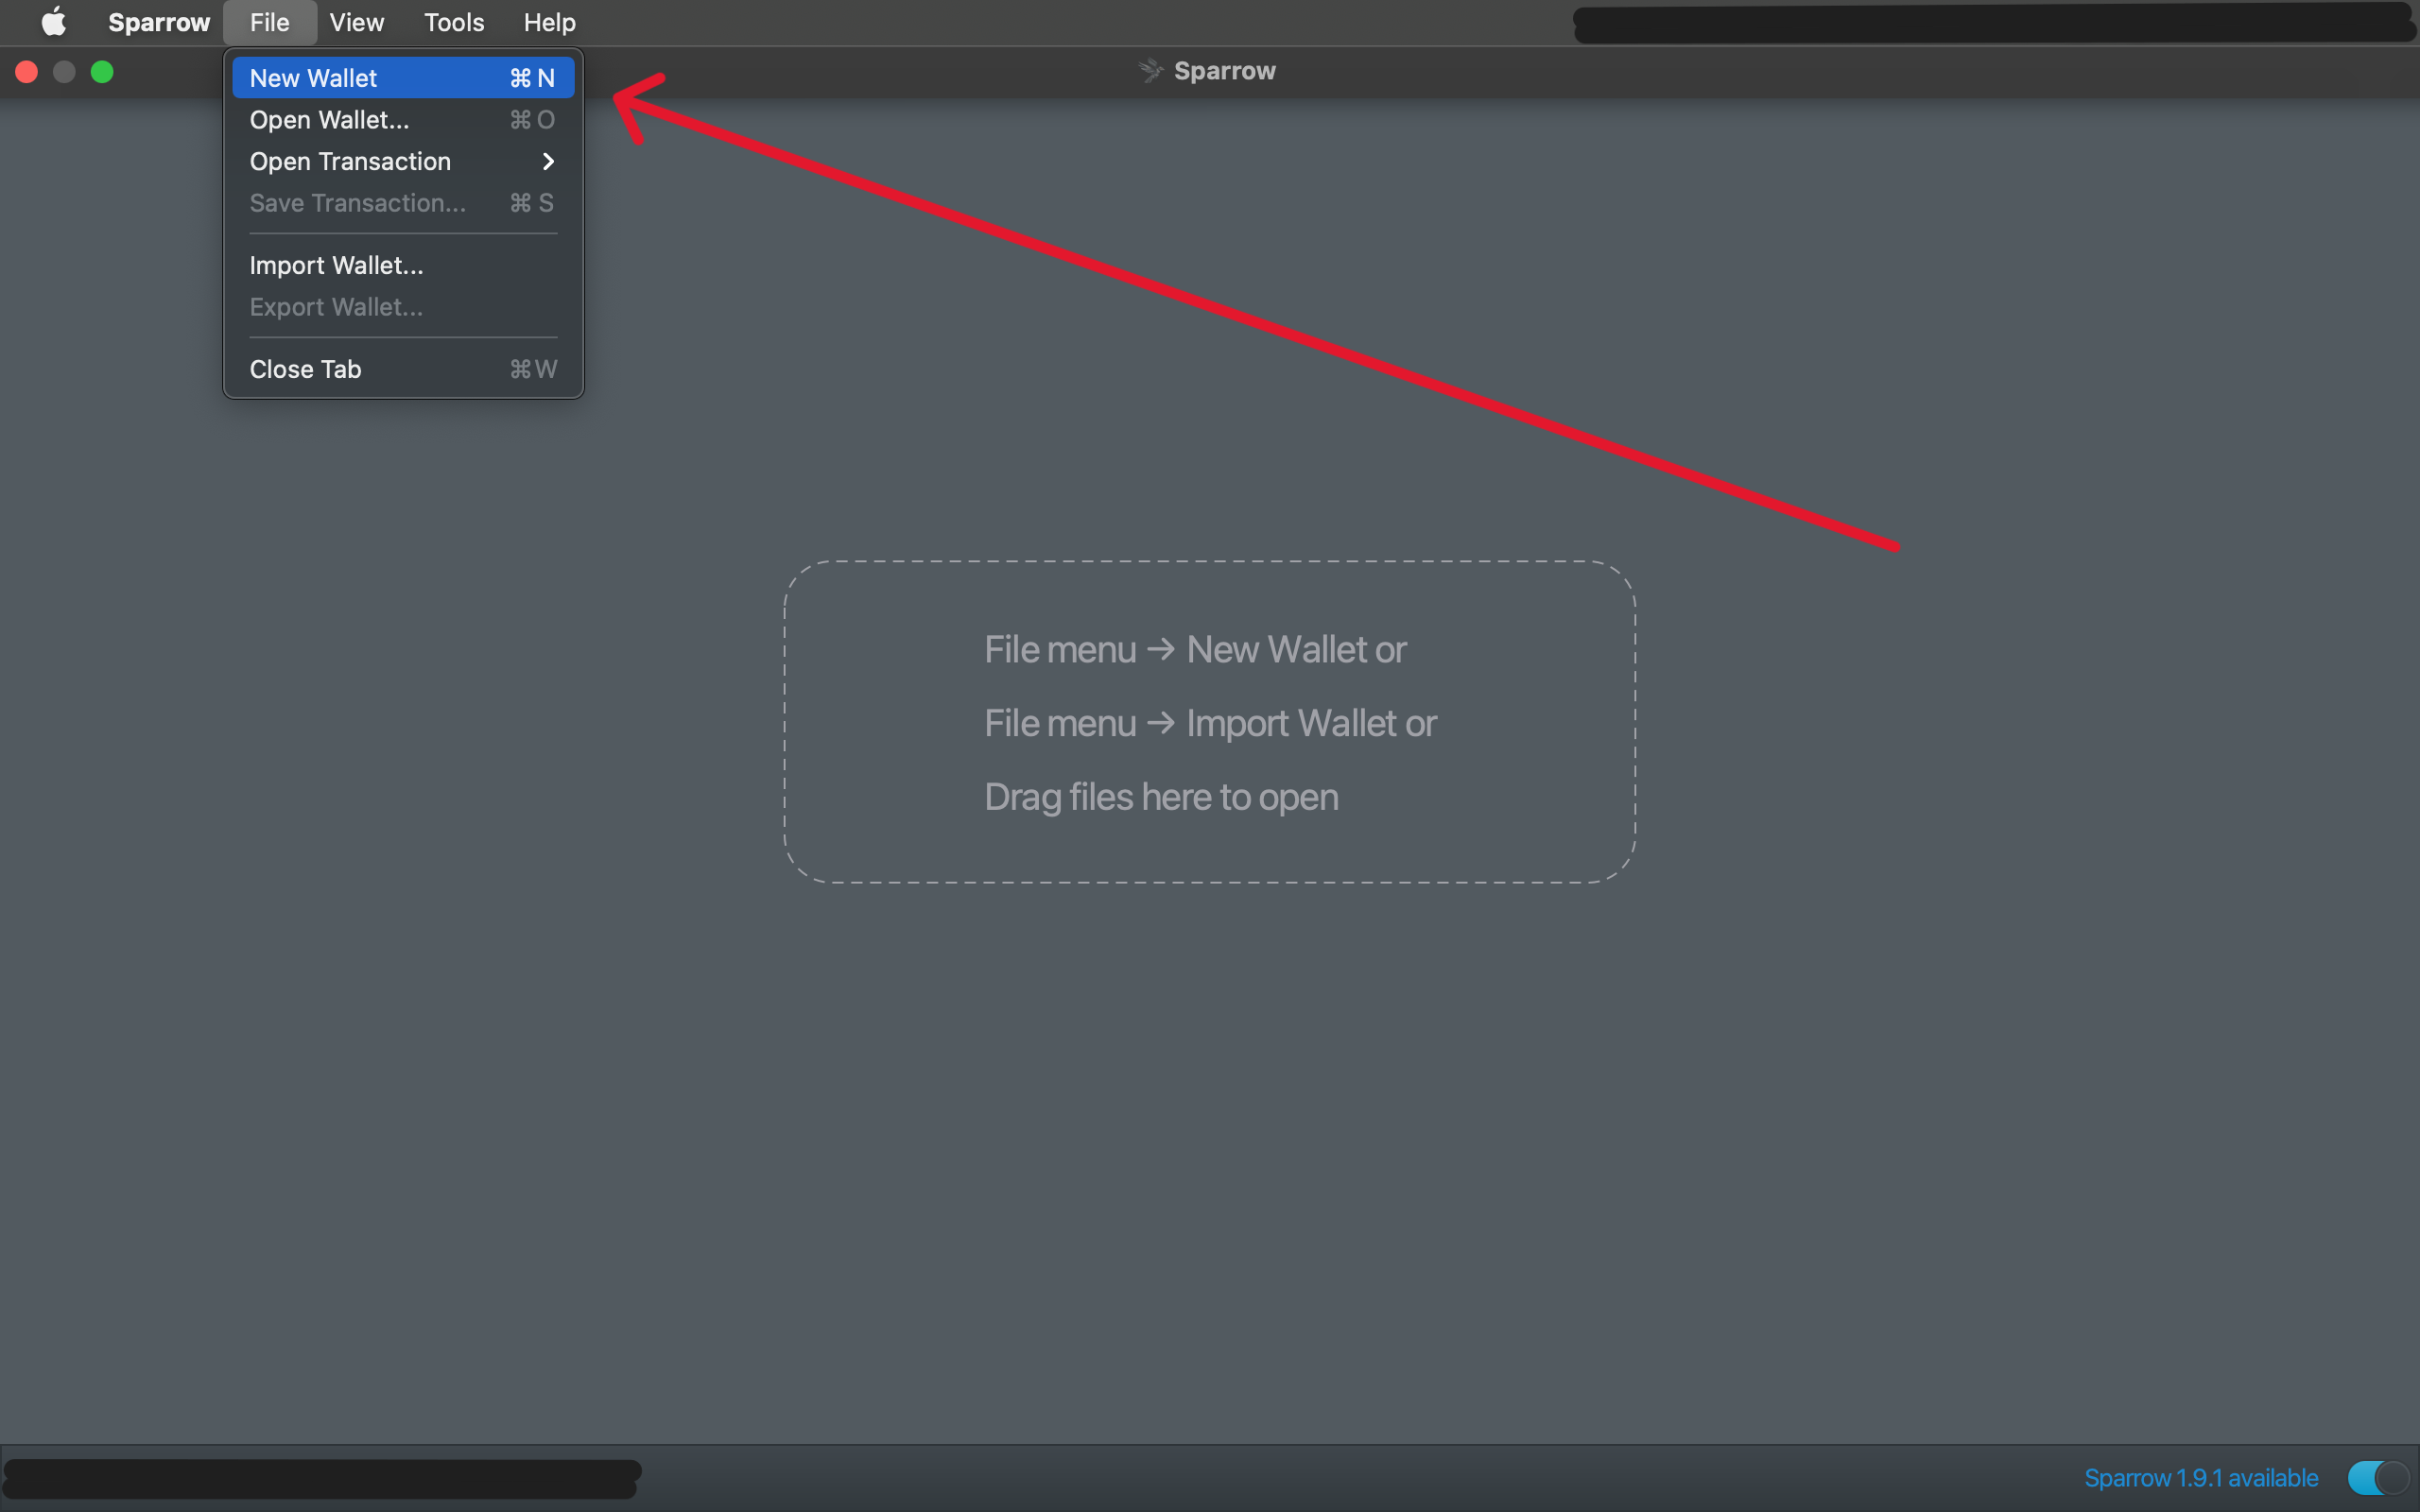 Sparrow File View Tools Help
Sparrow
New Wallet ⌘ N
Open Wallet... ⌘ O
Open Transaction
Save Transaction... ⌘ S
Import Wallet...
Export Wallet...
Close Tab ⌘ W
File menu → New Wallet or
File menu → Import Wallet or
Drag files here to open
Sparrow 1.9.1 available